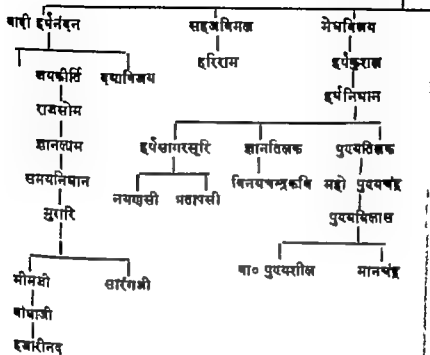 वादी हर्षनंदन सहजविमल मेघविजय
जयकीर्ति दयाविजय हरिराम हर्षकुशल
राजसोम हर्षनिधान
ज्ञानलाभ हर्षसागरसूरि ज्ञानतिलक पुण्यतिलक
समयनिधान नयणसी प्रतापसी विनयचन्द्रकवि महो पुण्यचंद्र
मुरारि पुण्यविलास
भीमजी सारंगजी वा० पुण्यशील मानचंद्र
बोधाजी
हजारीनंद